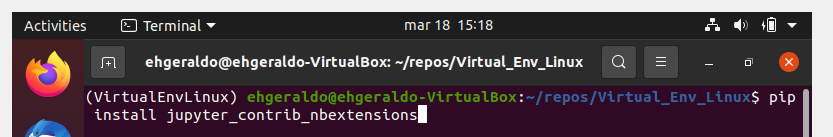 Activities Terminal mar 18 15:18
ehgeraldo@ehgeraldo-VirtualBox: ~/repos/Virtual_Env_Linux
(VirtualEnvLinux) ehgeraldo@ehgeraldo-VirtualBox:~/repos/Virtual_Env_Linux$ pip
install jupyter_contrib_nbextensions